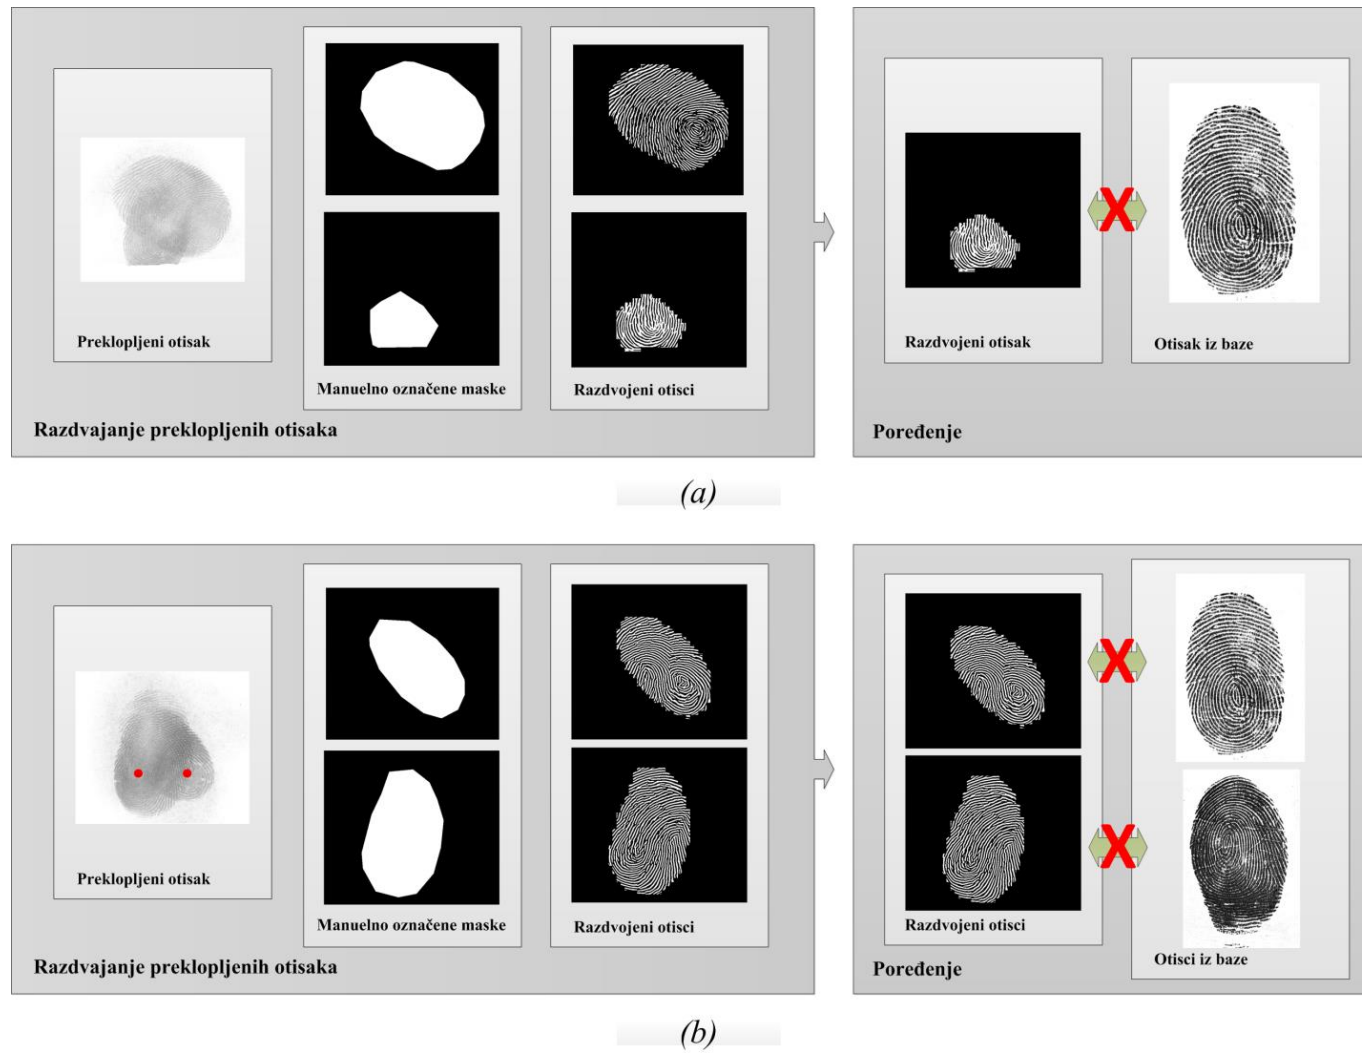 Preklopljeni otisak
Manuelno označene maske
Razdvojeni otisci
Razdvajanje preklopljenih otisaka
X
Razdvojeni otisak
Otisak iz baze
Poređenje
(a)
Preklopljeni otisak
Manuelno označene maske
Razdvojeni otisci
Razdvajanje preklopljenih otisaka
X
X
Razdvojeni otisci
Otisci iz baze
Poređenje
(b)